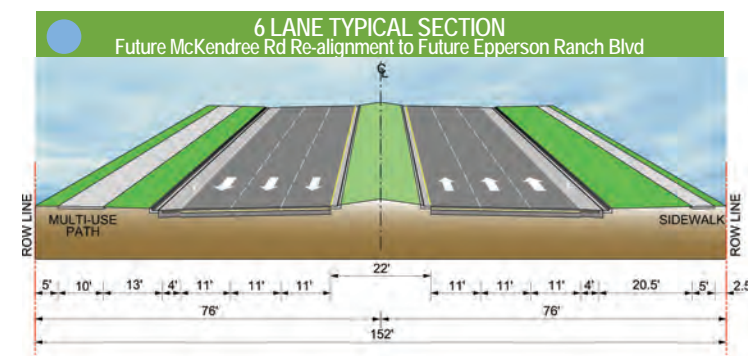 6 LANE TYPICAL SECTION
Future McKendree Rd Re-alignment to Future Epperson Ranch Blvd
℄
ROW LINE
MULTI-USE
PATH
SIDEWALK
ROW LINE
22'
5' 10' 13' 4' 11' 11' 11' 11' 11' 11' 4' 20.5' 5' 2.5
76' 76'
152'